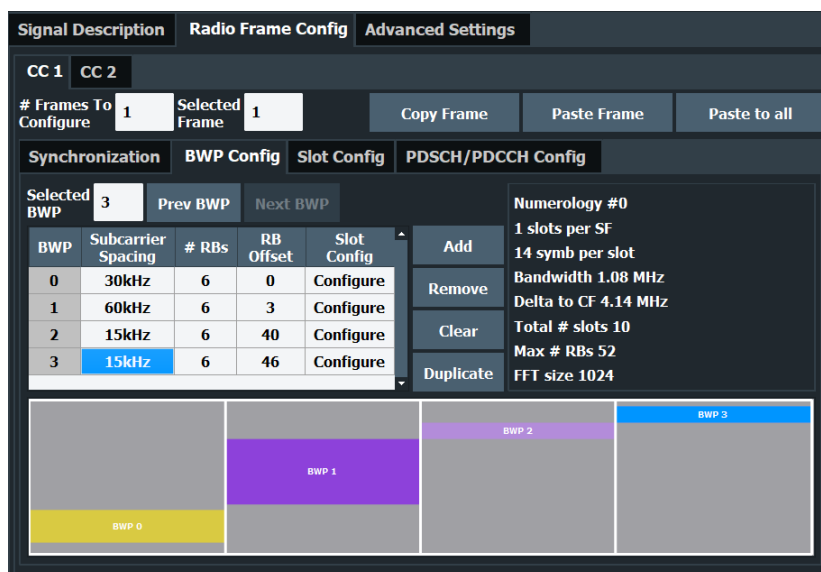 Signal Description Radio Frame Config Advanced Settings
CC 1 CC 2
# Frames To Configure 1 Selected Frame 1 Copy Frame Paste Frame Paste to all
Synchronization BWP Config Slot Config PDSCH/PDCCH Config
Selected BWP 3 Prev BWP Next BWP
BWP Subcarrier Spacing # RBs RB Offset Slot Config
0 30kHz 6 0 Configure
1 60kHz 6 3 Configure
2 15kHz 6 40 Configure
3 15kHz 6 46 Configure
Add
Remove
Clear
Duplicate
Numerology #0
1 slots per SF
14 symb per slot
Bandwidth 1.08 MHz
Delta to CF 4.14 MHz
Total # slots 10
Max # RBs 52
FFT size 1024
BWP 0
BWP 1
BWP 2
BWP 3